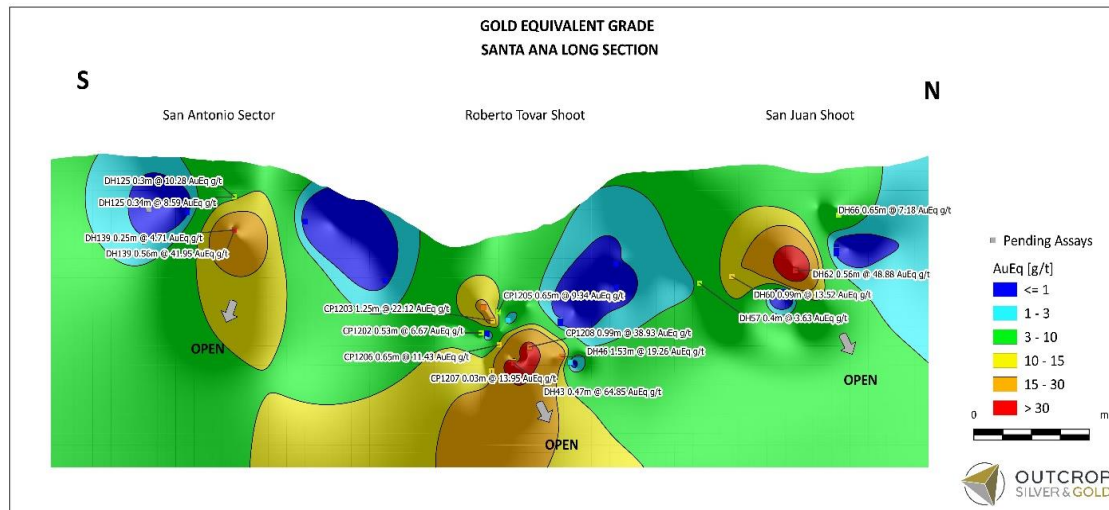 GOLD EQUIVALENT GRADE
SANTA ANA LONG SECTION
S
N
San Antonio Sector
Roberto Tovar Shoot
San Juan Shoot
DH125 0.3m @ 10.28 AuEq g/t
DH125 0.34m @ 8.59 AuEq g/t
DH139 0.25m @ 4.71 AuEq g/t
DH139 0.56m @ 41.95 AuEq g/t
OPEN
CP1203 1.25m @ 22.12 AuEq g/t
CP1205 0.65m @ 9.34 AuEq g/t
CP1202 0.53m @ 6.67 AuEq g/t
CP1208 0.99m @ 38.93 AuEq g/t
CP1206 0.65m @ 11.43 AuEq g/t
DH46 1.53m @ 19.26 AuEq g/t
CP1207 0.03m @ 13.95 AuEq g/t
DH43 0.47m @ 64.85 AuEq g/t
OPEN
DH66 0.65m @ 7.18 AuEq g/t
DH62 0.56m @ 48.88 AuEq g/t
DH60 0.99m @ 13.52 AuEq g/t
DH57 0.4m @ 3.63 AuEq g/t
OPEN
Pending Assays
AuEq [g/t]
<= 1
1 - 3
3 - 10
10 - 15
15 - 30
> 30
0 m
OUTCROP
SILVER & GOLD